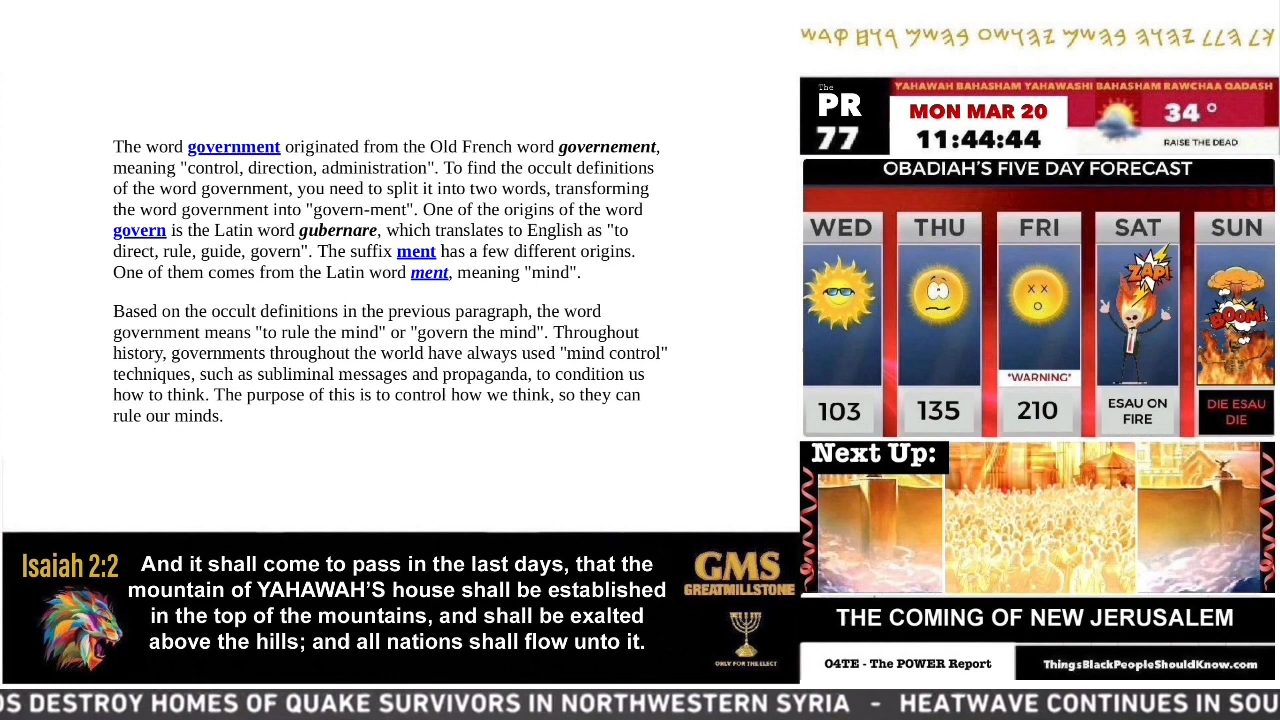 The word government originated from the Old French word governement,
meaning "control, direction, administration". To find the occult definitions
of the word government, you need to split it into two words, transforming
the word government into "govern-ment". One of the origins of the word
govern is the Latin word gubernare, which translates to English as "to
direct, rule, guide, govern". The suffix ment has a few different origins.
One of them comes from the Latin word ment, meaning "mind".
Based on the occult definitions in the previous paragraph, the word
government means "to rule the mind" or "govern the mind". Throughout
history, governments throughout the world have always used "mind control"
techniques, such as subliminal messages and propaganda, to condition us
how to think. The purpose of this is to control how we think, so they can
rule our minds.
The
PR
77
YAHAWAH BAHASHAM YAHAWASHI BAHASHAM RAWCHAA QADASH
MON MAR 20
11:44:44
34°
RAISE THE DEAD
OBADIAH'S FIVE DAY FORECAST
WED THU FRI SAT SUN
ZAP!
BOOM!
*WARNING*
103 135 210
ESAU ON
FIRE
DIE ESAU
DIE
Next Up:
THE COMING OF NEW JERUSALEM
04TE - The POWER Report
ThingsBlackPeopleShouldKnow.com
Isaiah 2:2
And it shall come to pass in the last days, that the
mountain of YAHAWAH'S house shall be established
in the top of the mountains, and shall be exalted
above the hills; and all nations shall flow unto it.
GMS
GREATMILLSTONE
ONLY FOR THE ELECT
DESTROY HOMES OF QUAKE SURVIVORS IN NORTHWESTERN SYRIA - HEATWAVE CONTINUES IN SOU